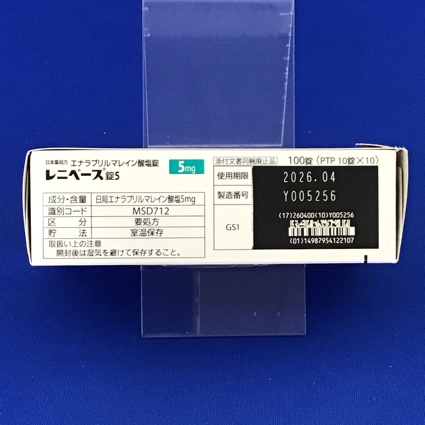 日本薬局方 エナラプリルマレイン酸塩錠
レニベース®錠5
5mg
成分・含量 日局エナラプリルマレイン酸塩5mg
識別コード MSD712
区分 要処方
貯法 室温保存
取扱い上の注意
開封後は湿気を避けて保存すること。
添付文書同梱廃止品 100錠（PTP 10錠×10）
使用期限 2026.04
製造番号 Y005256
GS1
(17)260400(10)Y005256
(01)14987954122107